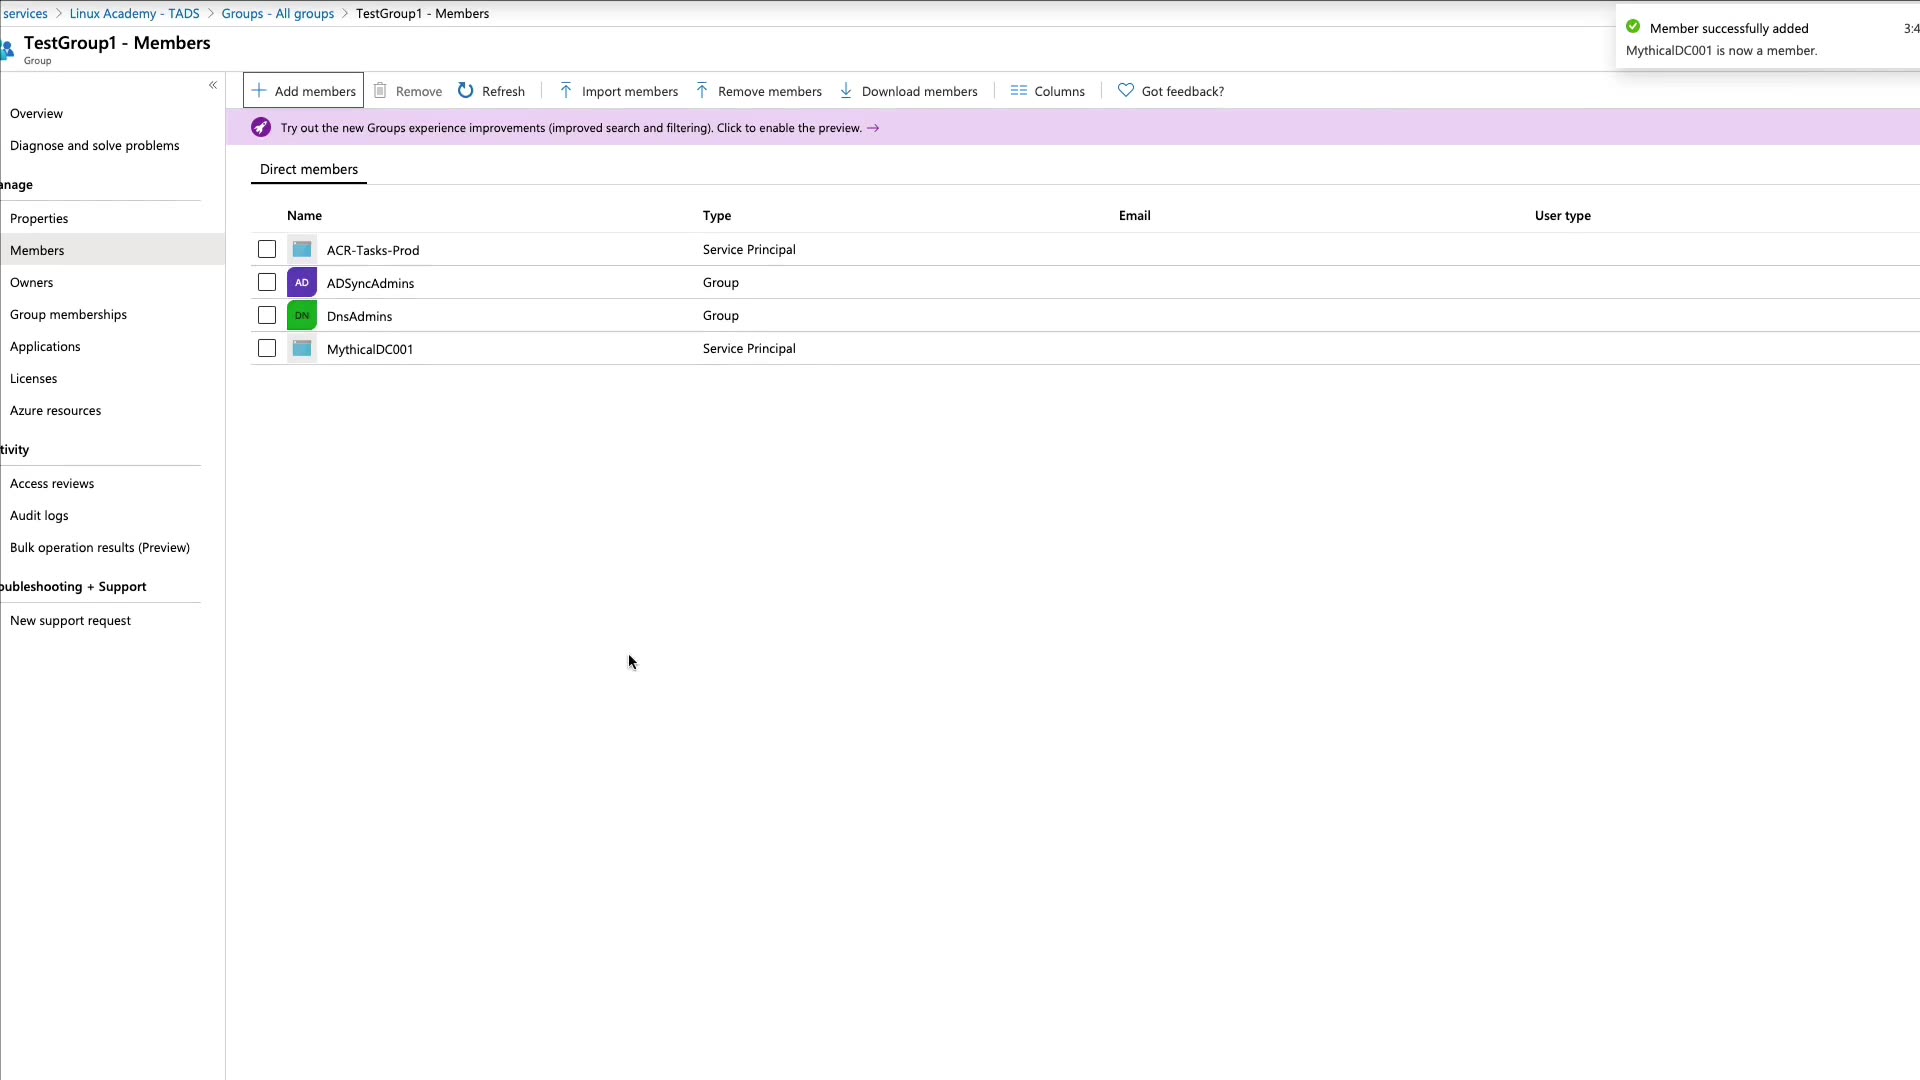 services > Linux Academy - TADS > Groups - All groups > TestGroup1 - Members
TestGroup1 - Members
Group
Member successfully added 3:4
MythicalDC001 is now a member.
«
Overview
Diagnose and solve problems
anage
Properties
Members
Owners
Group memberships
Applications
Licenses
Azure resources
tivity
Access reviews
Audit logs
Bulk operation results (Preview)
oubleshooting + Support
New support request
+ Add members Remove Refresh Import members Remove members Download members Columns Got feedback?
Try out the new Groups experience improvements (improved search and filtering). Click to enable the preview. →
Direct members
Name Type Email User type
ACR-Tasks-Prod Service Principal
AD ADSyncAdmins Group
DN DnsAdmins Group
MythicalDC001 Service Principal